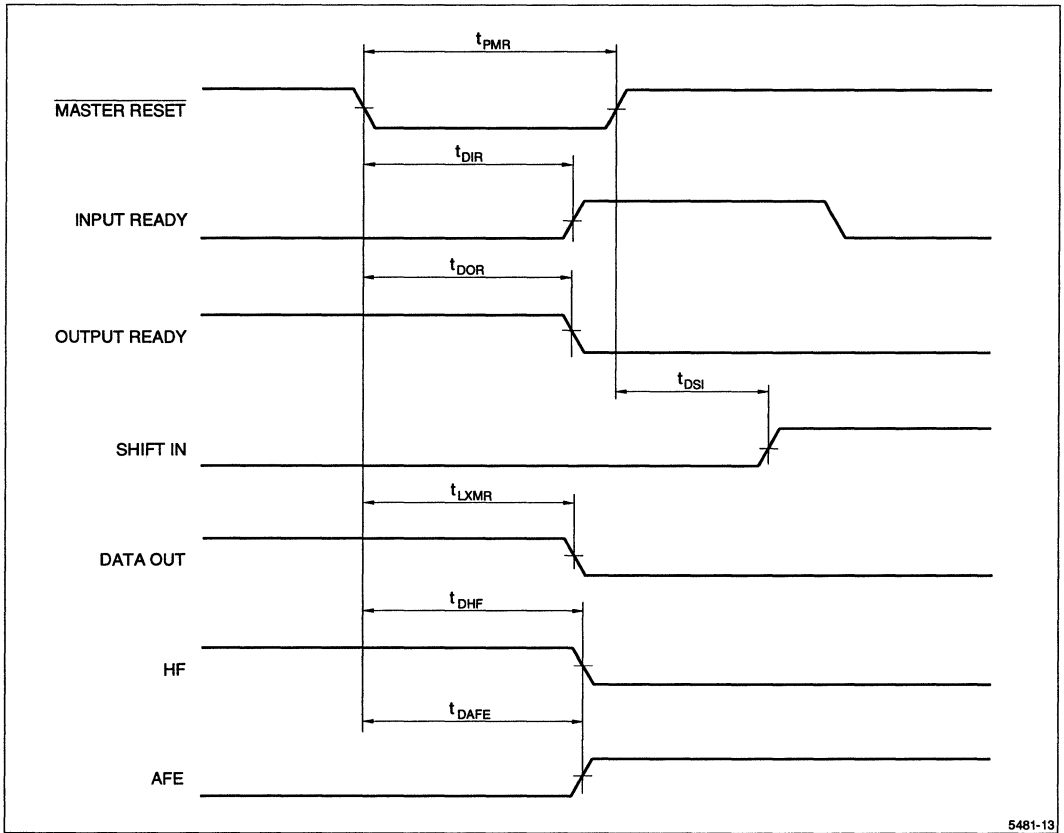 tPMR
MASTER RESET
tDIR
INPUT READY
tDOR
OUTPUT READY
tDSI
SHIFT IN
tLXMR
DATA OUT
tDHF
HF
tDAFE
AFE
5481-13